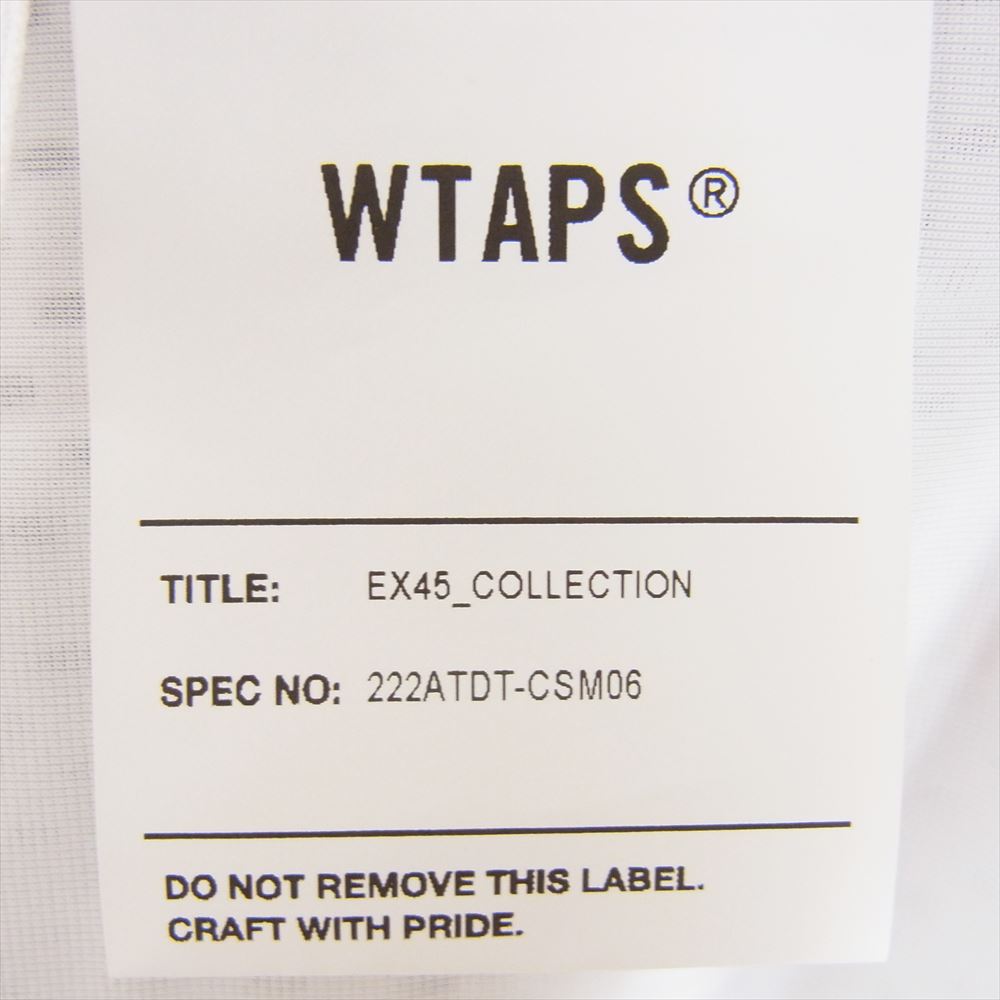 WTAPS®
TITLE: EX45_COLLECTION
SPEC NO: 222ATDT-CSM06
DO NOT REMOVE THIS LABEL.
CRAFT WITH PRIDE.